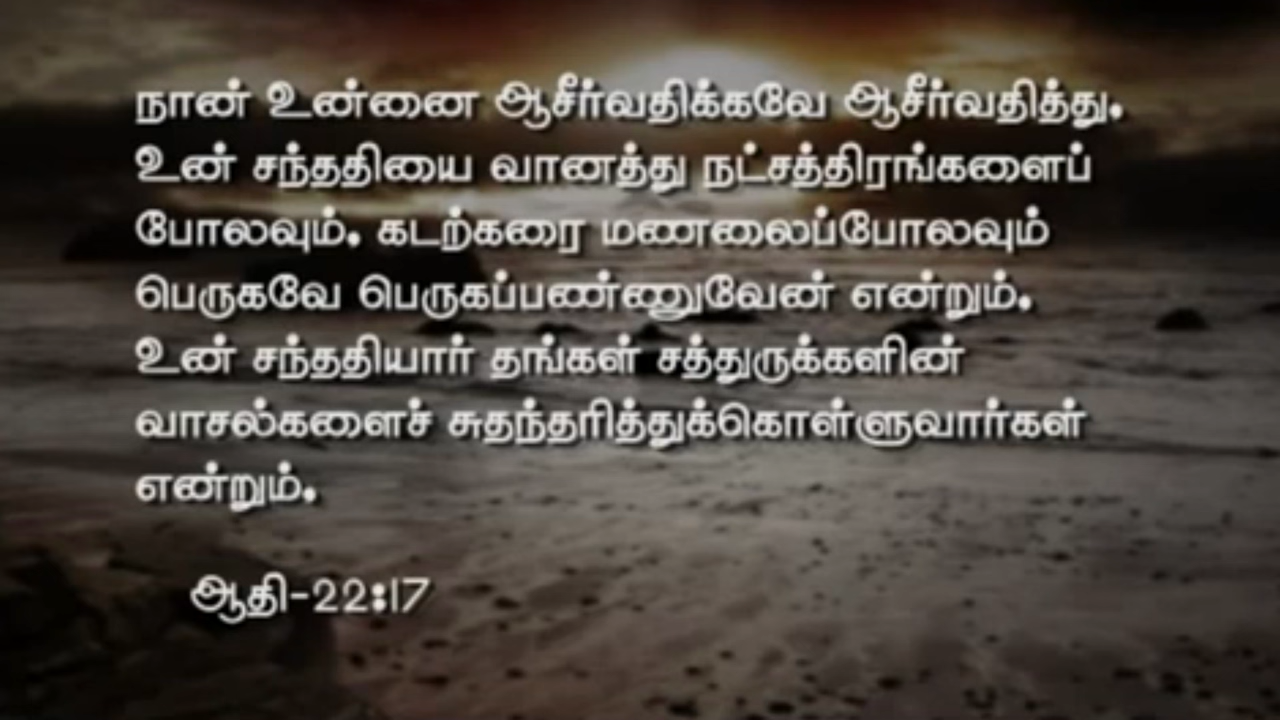 நான் உன்னை ஆசீர்வதிக்கவே ஆசீர்வதித்து.
உன் சந்ததியை வானத்து நட்சத்திரங்களைப்
போலவும். கடற்கரை மணலைப்போலவும்
பெருகவே பெருகப்பண்ணுவேன் என்றும்.
உன் சந்ததியார் தங்கள் சத்துருக்களின்
வாசல்களைச் சுதந்தரித்துக்கொள்ளுவார்கள்
என்றும்.
ஆதி-22:17